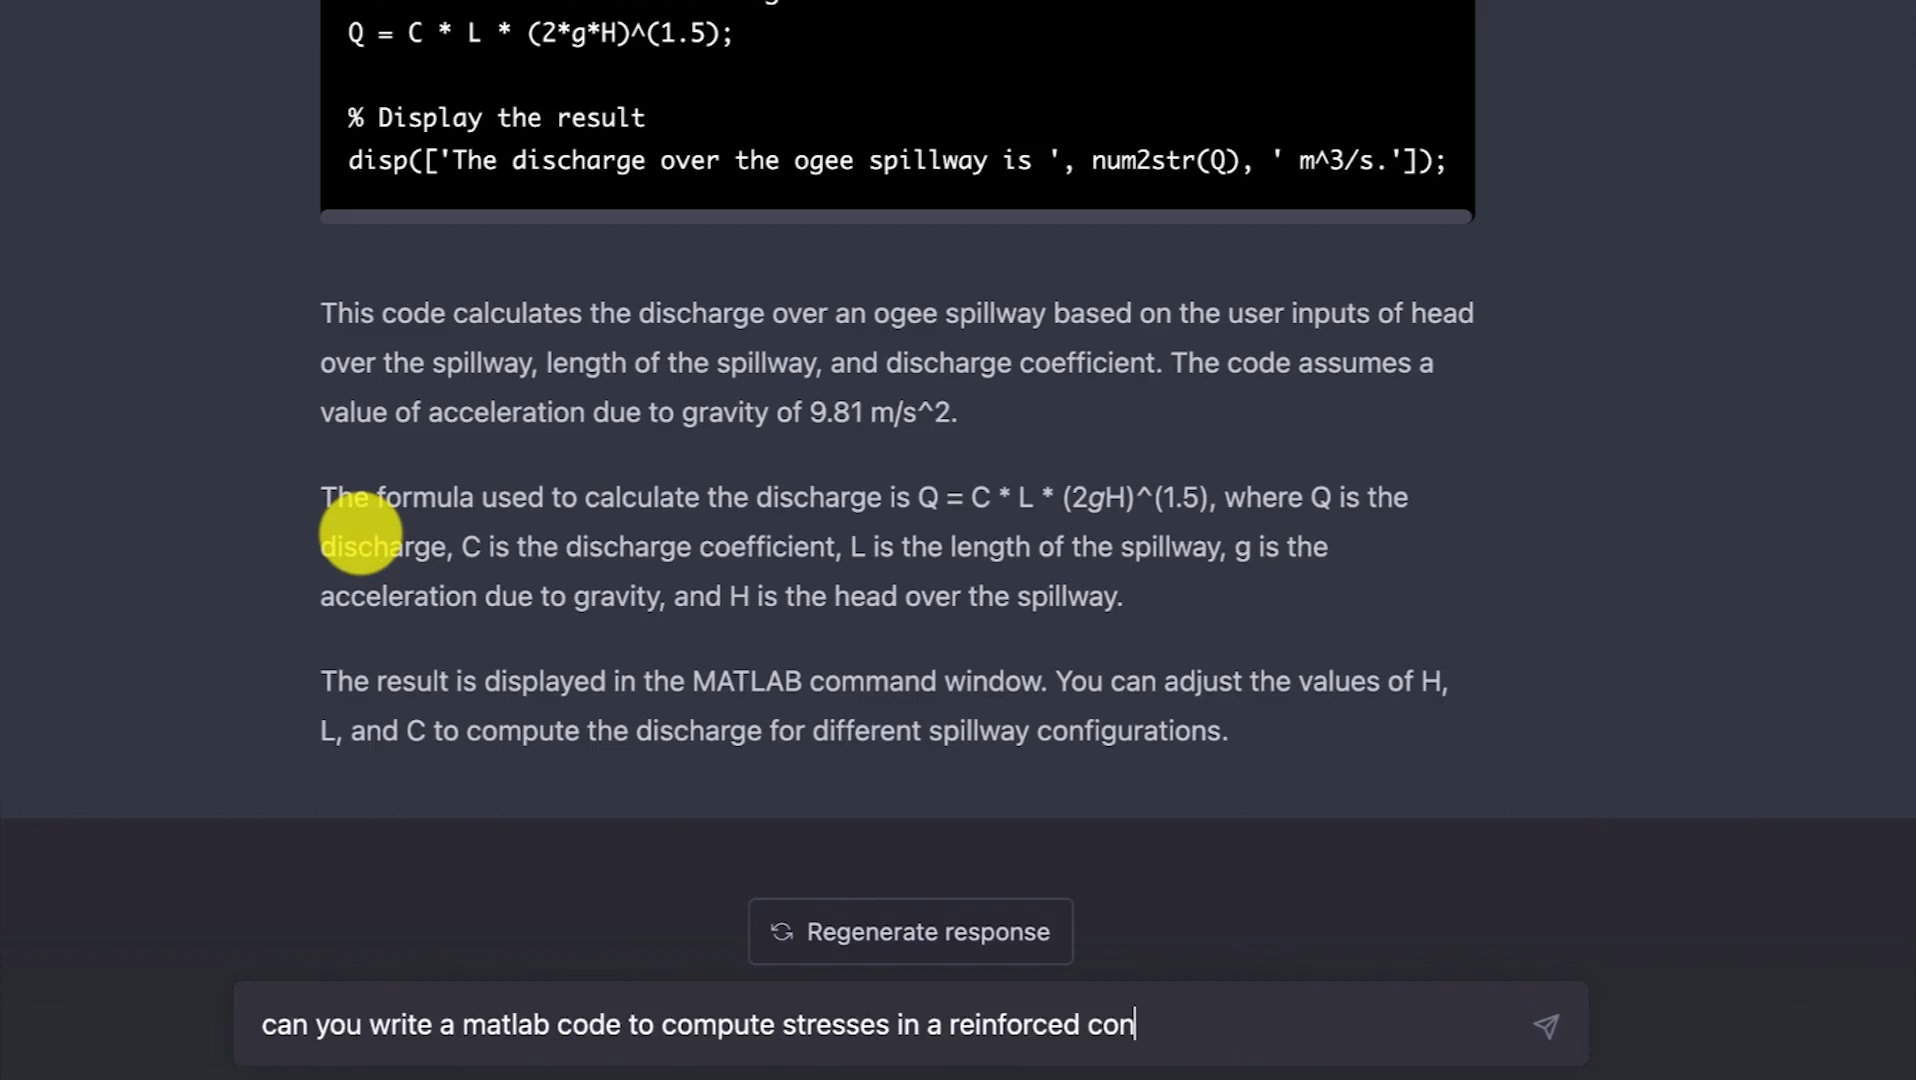 Q = C * L * (2*g*H)^(1.5);
% Display the result
disp(['The discharge over the ogee spillway is ', num2str(Q), ' m^3/s.']);
This code calculates the discharge over an ogee spillway based on the user inputs of head
over the spillway, length of the spillway, and discharge coefficient. The code assumes a
value of acceleration due to gravity of 9.81 m/s^2.
The formula used to calculate the discharge is Q = C * L * (2gH)^(1.5), where Q is the
discharge, C is the discharge coefficient, L is the length of the spillway, g is the
acceleration due to gravity, and H is the head over the spillway.
The result is displayed in the MATLAB command window. You can adjust the values of H,
L, and C to compute the discharge for different spillway configurations.
Regenerate response
can you write a matlab code to compute stresses in a reinforced con